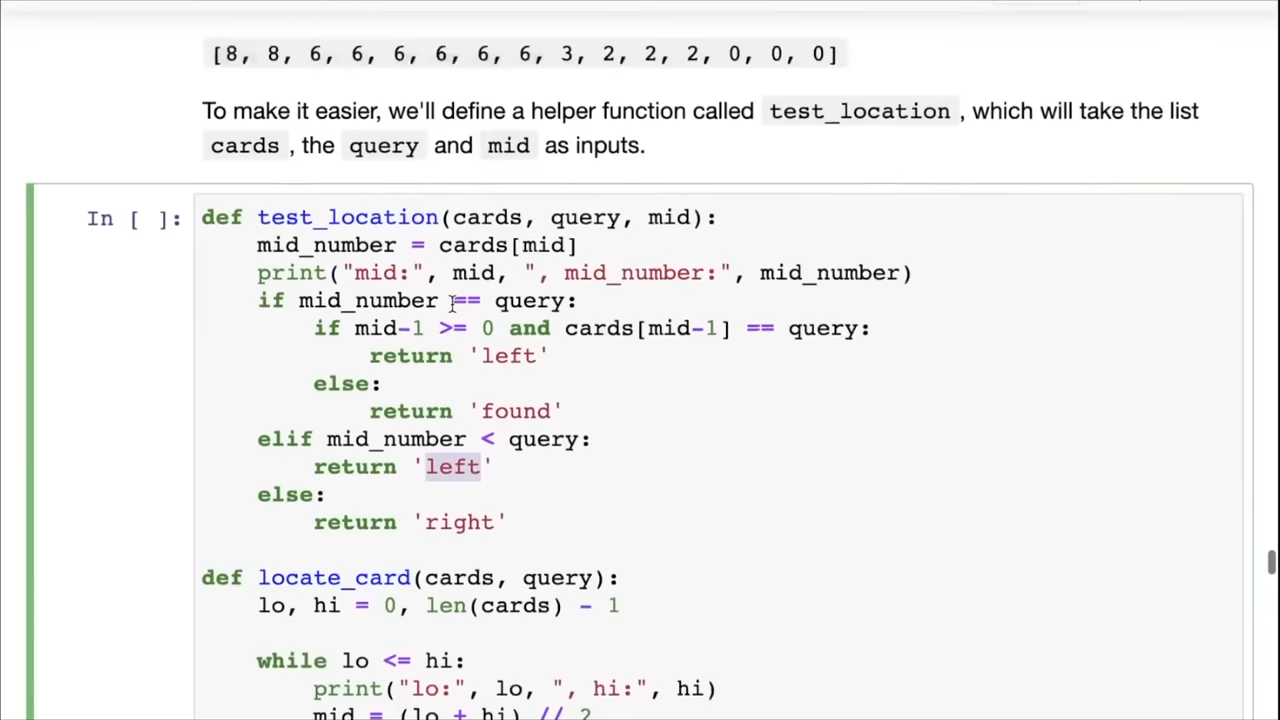 [8, 8, 6, 6, 6, 6, 6, 6, 3, 2, 2, 2, 0, 0, 0]
To make it easier, we'll define a helper function called test_location , which will take the list
cards , the query and mid as inputs.
In [ ]: def test_location(cards, query, mid):
    mid_number = cards[mid]
    print("mid:", mid, ", mid_number:", mid_number)
    if mid_number == query:
        if mid-1 >= 0 and cards[mid-1] == query:
            return 'left'
        else:
            return 'found'
    elif mid_number < query:
        return 'left'
    else:
        return 'right'
def locate_card(cards, query):
    lo, hi = 0, len(cards) - 1
    while lo <= hi:
        print("lo:", lo, ", hi:", hi)
        mid = (lo + hi) // 2